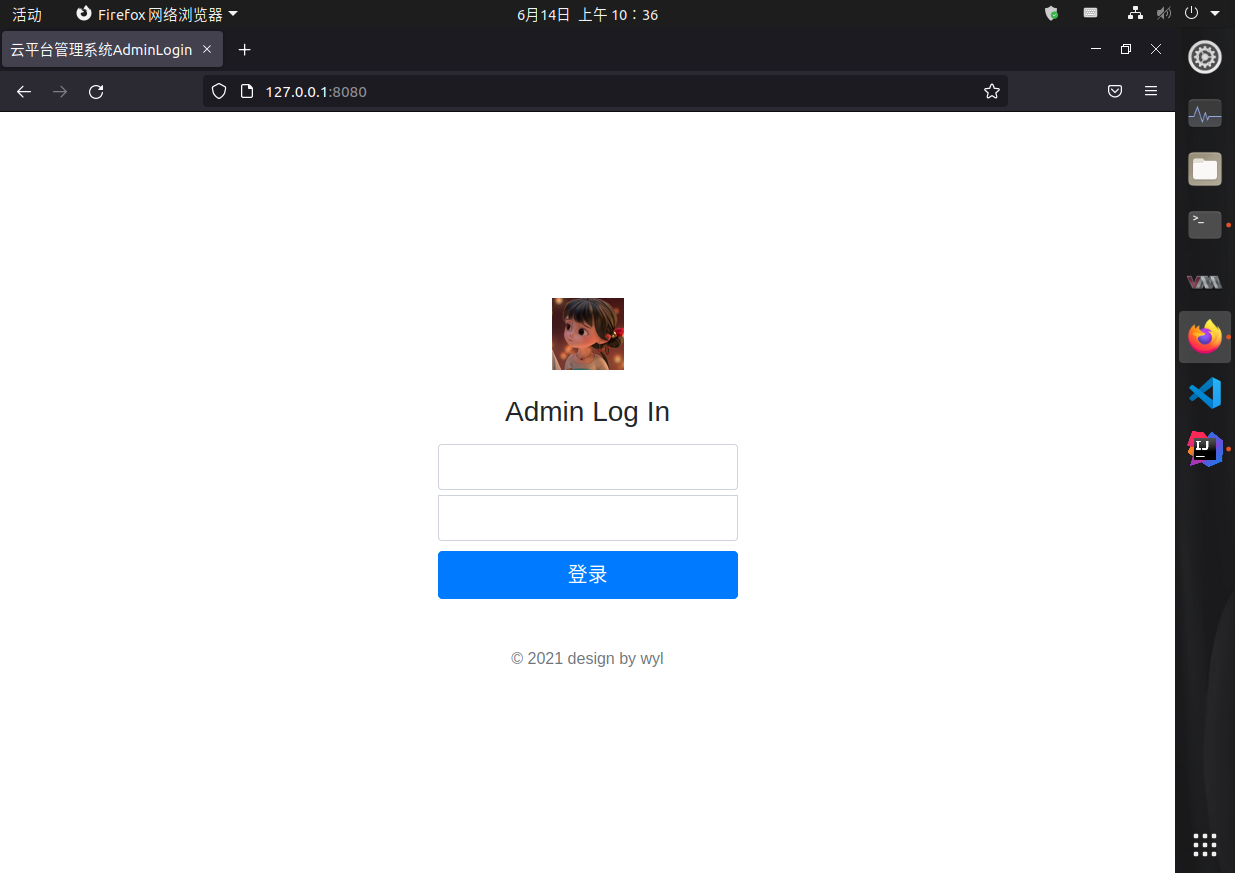 活动
Firefox 网络浏览器
6月14日 上午 10：36
云平台管理系统AdminLogin
127.0.0.1:8080
Admin Log In
登录
© 2021 design by wyl
>_
VM
IJ